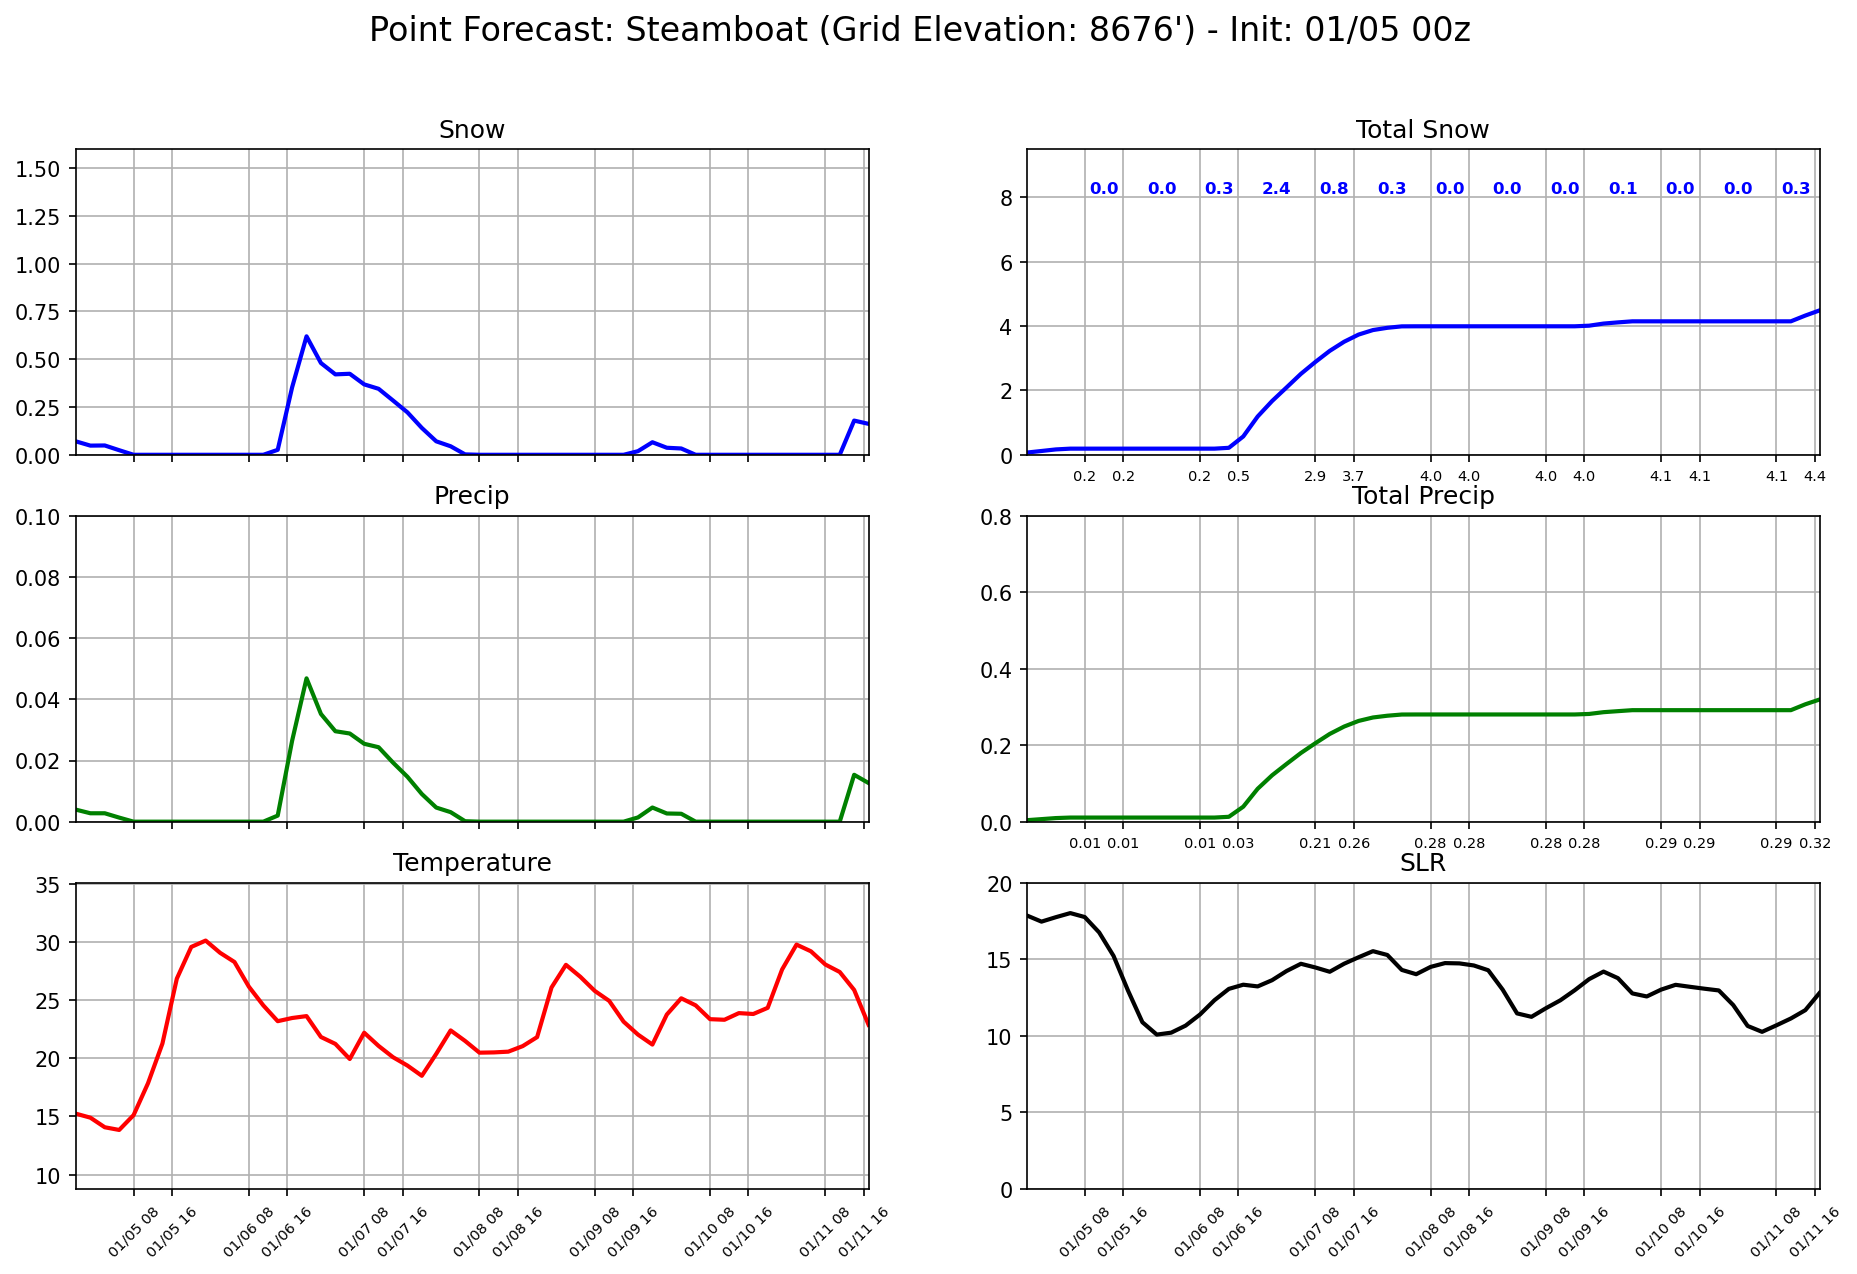 Point Forecast: Steamboat (Grid Elevation: 8676') - Init: 01/05 00z
Snow
1.50
1.25
1.00
0.75
0.50
0.25
0.00
Total Snow
0.0 0.0 0.3 2.4 0.8 0.3 0.0 0.0 0.0 0.1 0.0 0.0 0.3
8
6
4
2
0
0.2 0.2 0.2 0.5 2.9 3.7 4.0 4.0 4.0 4.0 4.1 4.1 4.1 4.4
Precip
0.10
0.08
0.06
0.04
0.02
0.00
Total Precip
0.8
0.6
0.4
0.2
0.0
0.01 0.01 0.01 0.03 0.21 0.26 0.28 0.28 0.28 0.28 0.29 0.29 0.29 0.32
Temperature
35
30
25
20
15
10
01/05 08 01/05 16 01/06 08 01/06 16 01/07 08 01/07 16 01/08 08 01/08 16 01/09 08 01/09 16 01/10 08 01/10 16 01/11 08 01/11 16
SLR
20
15
10
5
0
01/05 08 01/05 16 01/06 08 01/06 16 01/07 08 01/07 16 01/08 08 01/08 16 01/09 08 01/09 16 01/10 08 01/10 16 01/11 08 01/11 16